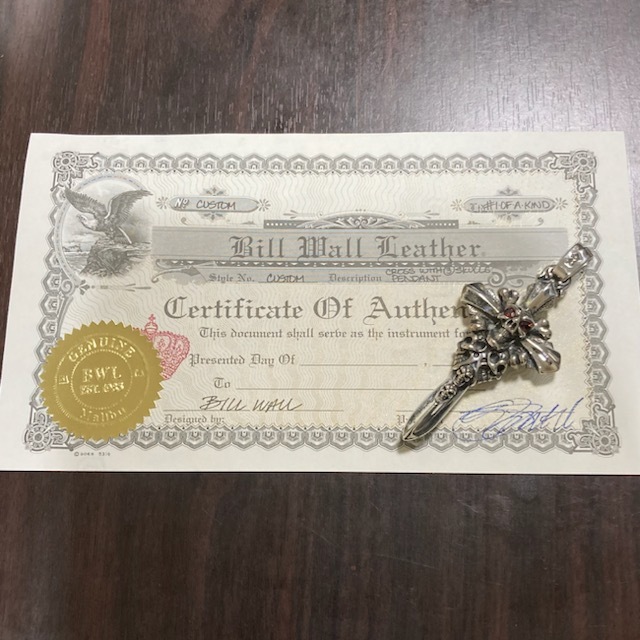 Nº CUSTOM
1 OF A KIND
Bill Wall Leather
Style No. CUSTOM Description CROSS WITH SKULLS
PENDANT
Certificate Of Authen
This document shall serve as the instrument fo
Presented Day Of
To
BILL WALL
Designed by:
GENUINE
BWL
EST. 1985
Malibu